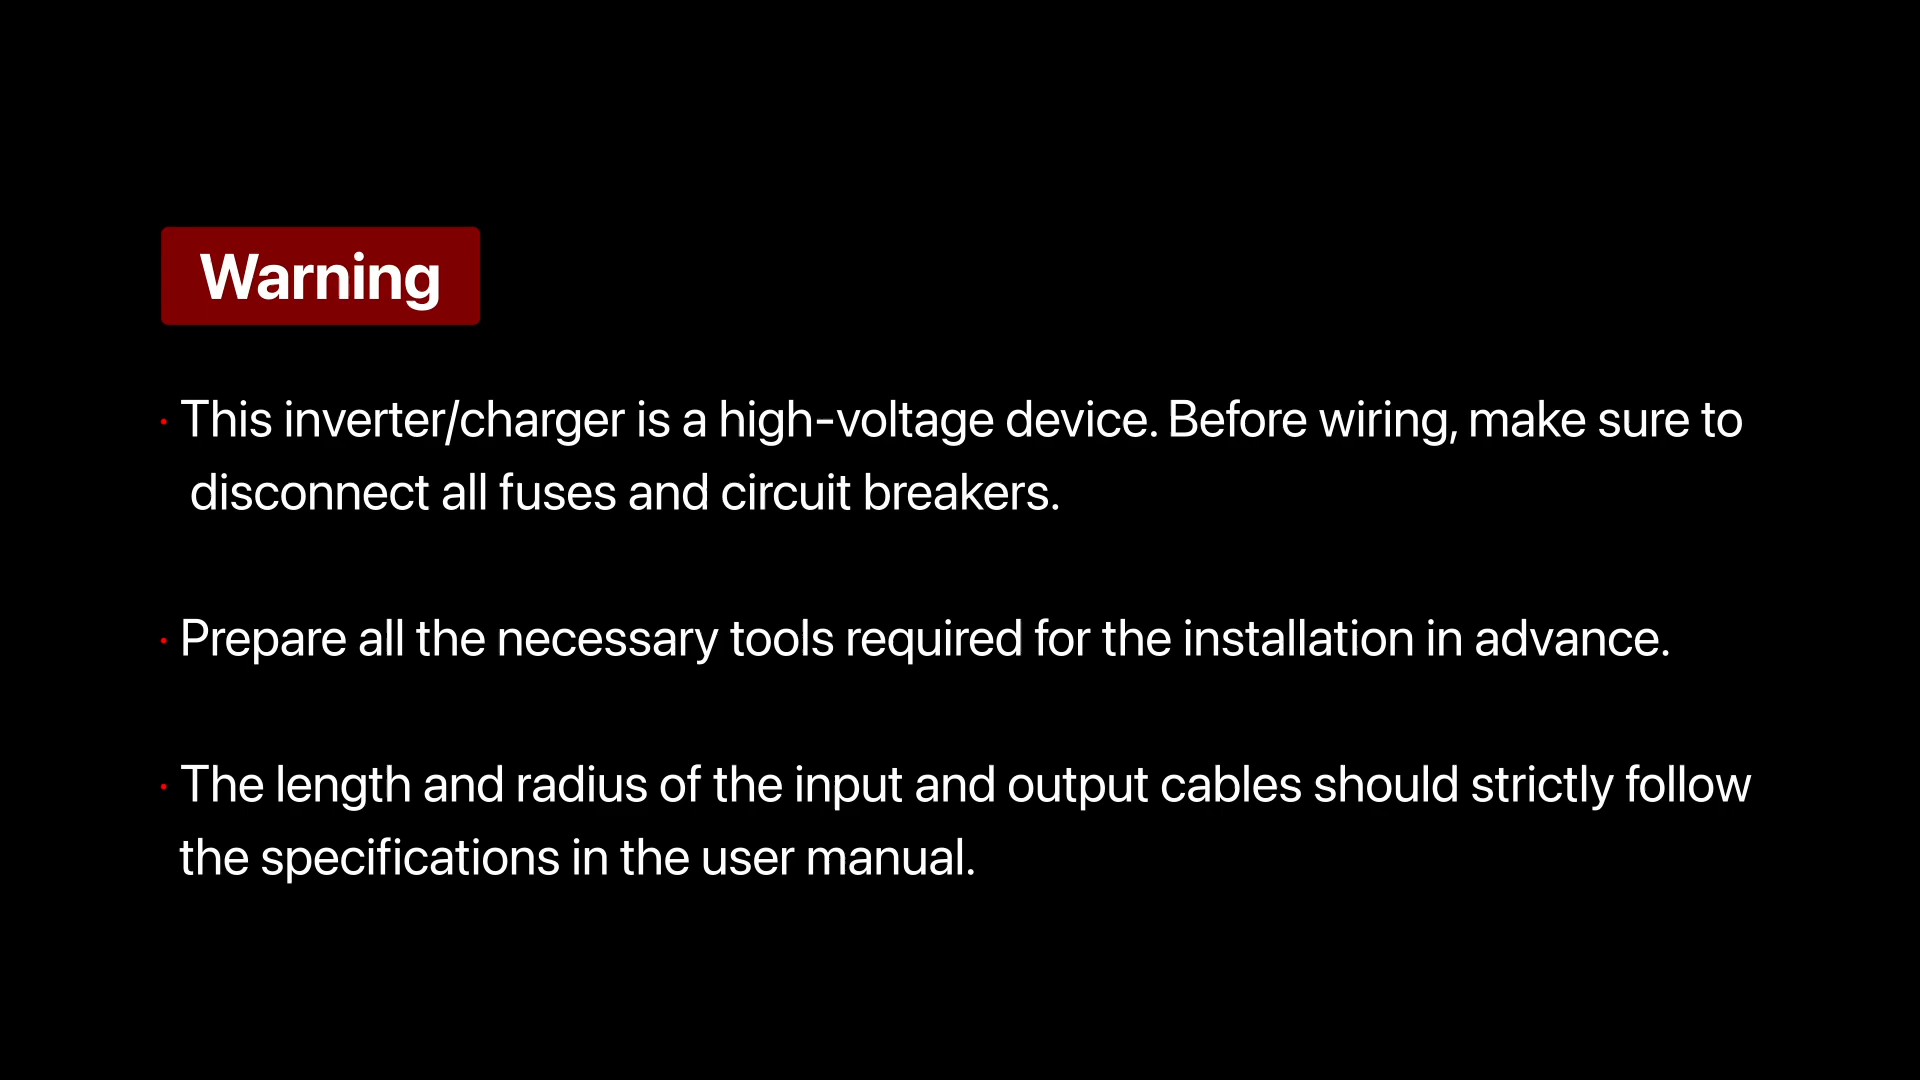 Warning
· This inverter/charger is a high-voltage device. Before wiring, make sure to
disconnect all fuses and circuit breakers.
· Prepare all the necessary tools required for the installation in advance.
· The length and radius of the input and output cables should strictly follow
the specifications in the user manual.